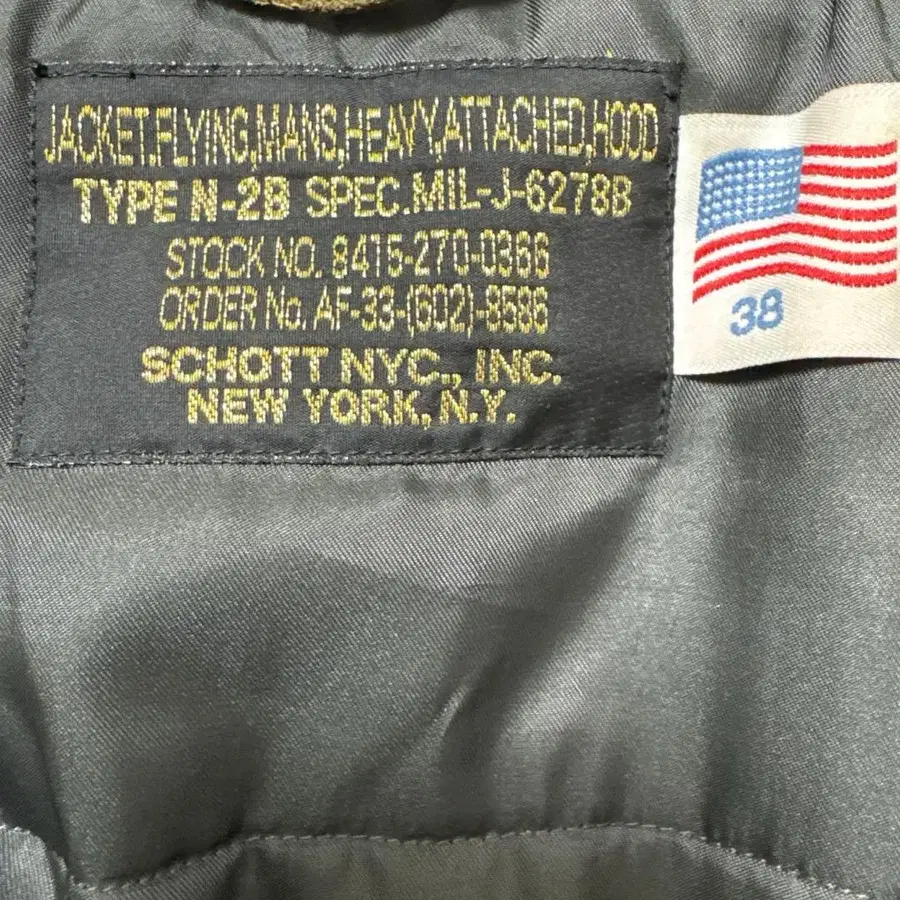 JACKET,FLYING,MANS,HEAVY,ATTACHED,HOOD
TYPE N-2B SPEC.MIL-J-6278B
STOCK NO. 8415-270-0366
ORDER No. AF-33-(602)-8586
SCHOTT NYC., INC.
NEW YORK, N.Y.
38